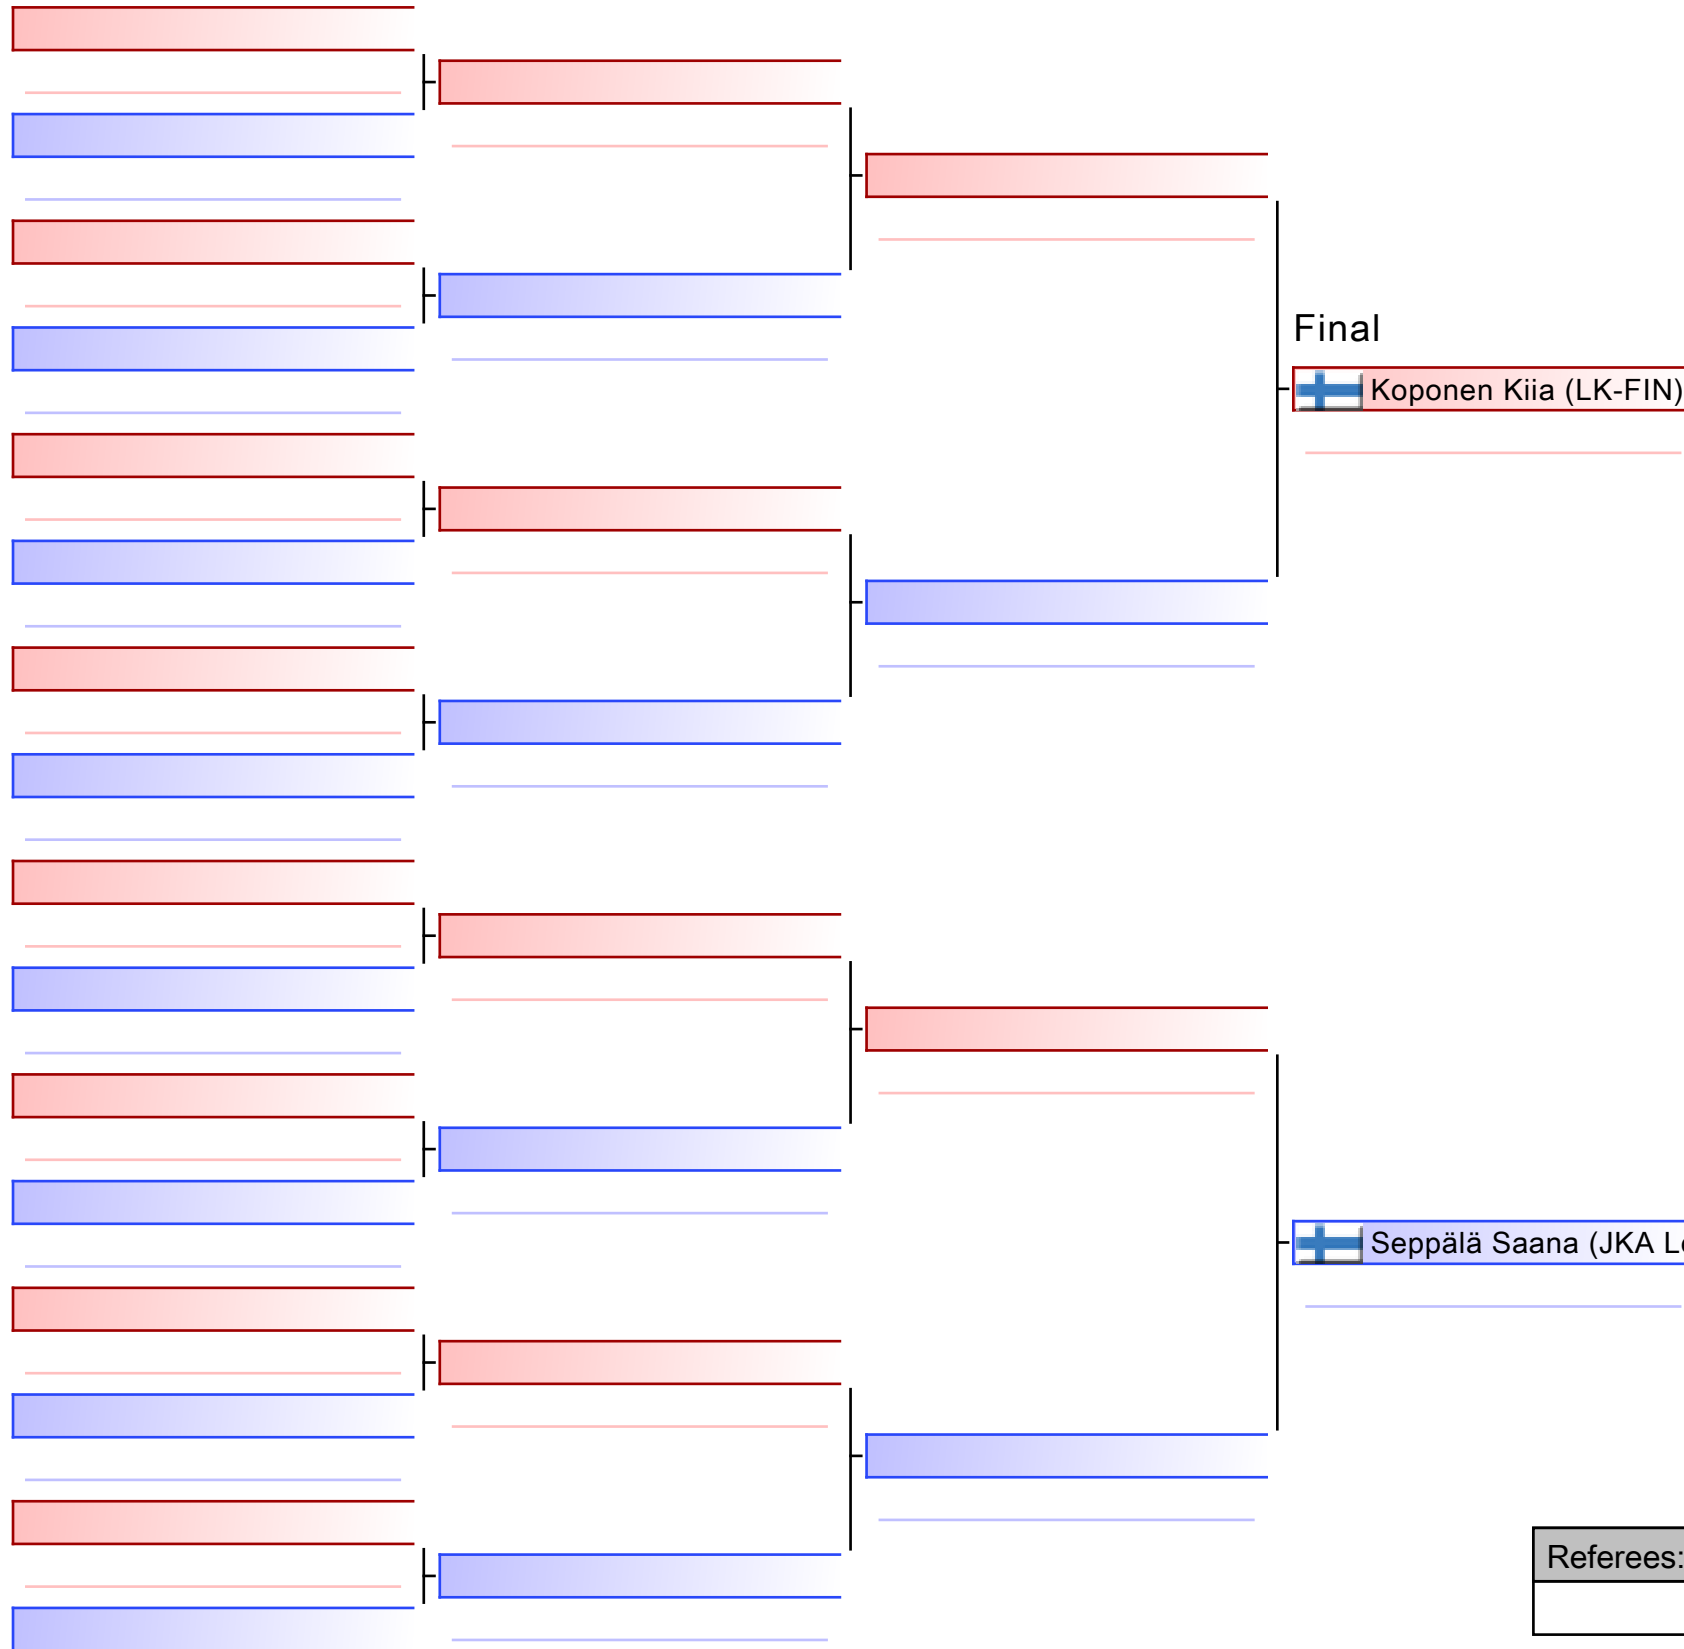 Final
Koponen Kiia (LK-FIN)
Seppälä Saana (JKA
Referees: